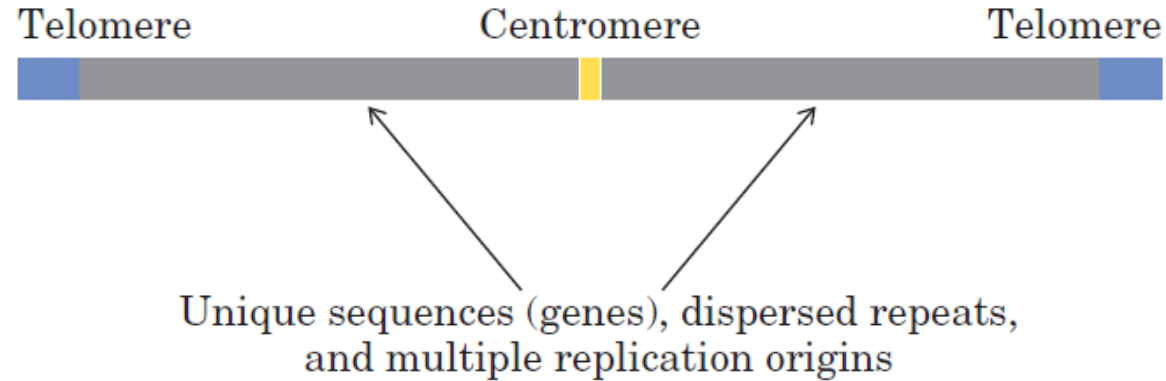 Telomere Centromere Telomere
Unique sequences (genes), dispersed repeats,
and multiple replication origins